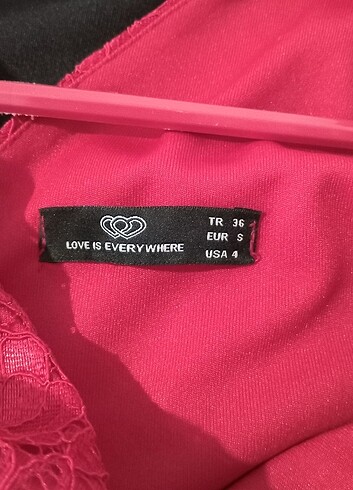 LOVE IS EVERYWHERE
TR 36
EUR S
USA 4